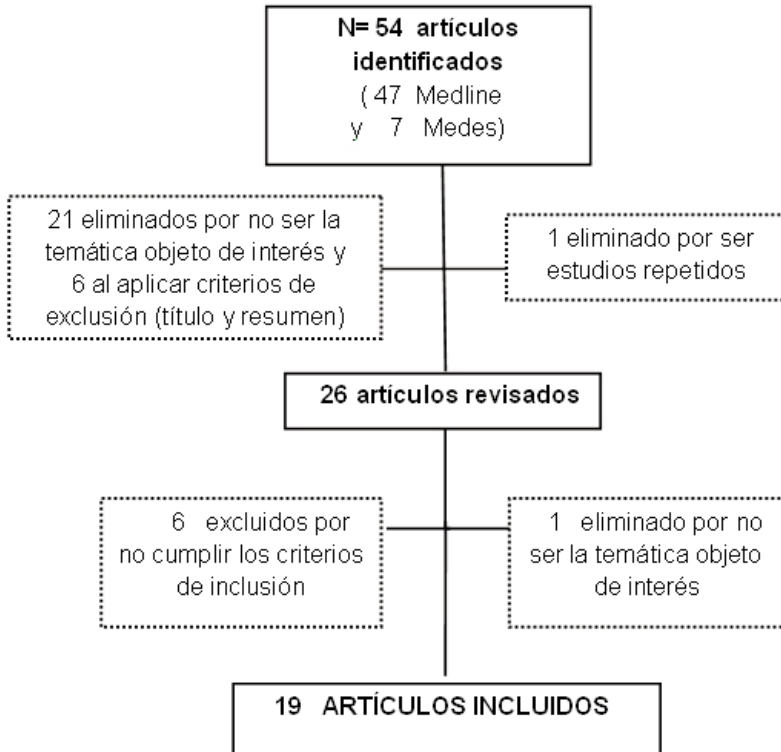 N= 54 artículos
identificados
( 47 Medline
y 7 Medes)
21 eliminados por no ser la
temática objeto de interés y
6 al aplicar criterios de
exclusión (título y resumen)
1 eliminado por ser
estudios repetidos
26 artículos revisados
6 excluidos por
no cumplir los criterios
de inclusión
1 eliminado por no
ser la temática objeto
de interés
19 ARTÍCULOS INCLUIDOS